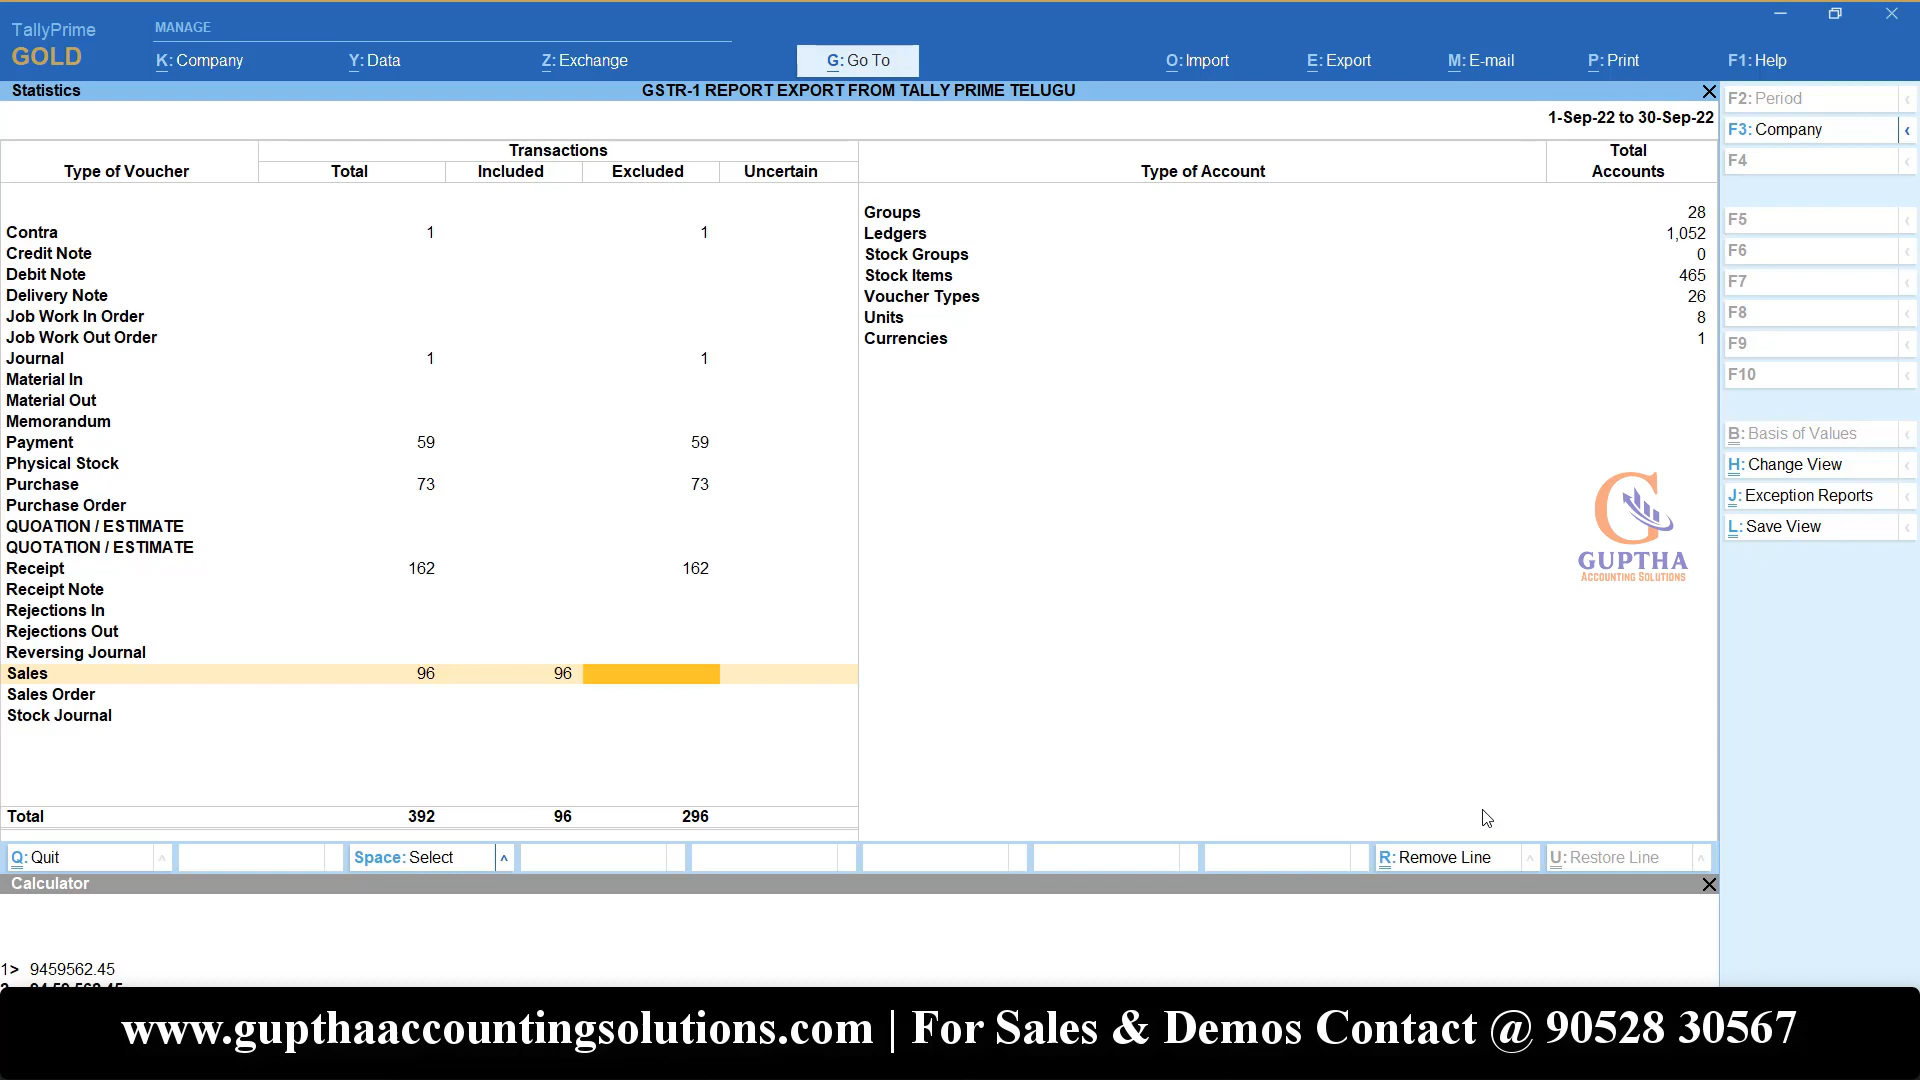 TallyPrime
GOLD
MANAGE
K: Company
Y: Data
Z: Exchange
G: Go To
O: Import
E: Export
M: E-mail
P: Print
F1: Help
Statistics
GSTR-1 REPORT EXPORT FROM TALLY PRIME TELUGU
1-Sep-22 to 30-Sep-22
Type of Voucher
Transactions
Total Included Excluded Uncertain
Contra 1 1
Credit Note
Debit Note
Delivery Note
Job Work In Order
Job Work Out Order
Journal 1 1
Material In
Material Out
Memorandum
Payment 59 59
Physical Stock
Purchase 73 73
Purchase Order
QUOATION / ESTIMATE
QUOTATION / ESTIMATE
Receipt 162 162
Receipt Note
Rejections In
Rejections Out
Reversing Journal
Sales 96 96
Sales Order
Stock Journal
Total 392 96 296
Type of Account
Total
Accounts
Groups 28
Ledgers 1,052
Stock Groups 0
Stock Items 465
Voucher Types 26
Units 8
Currencies 1
GUPTHA
ACCOUNTING SOLUTIONS
F2: Period
F3: Company
F4
F5
F6
F7
F8
F9
F10
B: Basis of Values
H: Change View
J: Exception Reports
L: Save View
Q: Quit
Space: Select
R: Remove Line
U: Restore Line
Calculator
1> 9459562.45
www.gupthaaccountingsolutions.com | For Sales & Demos Contact @ 90528 30567